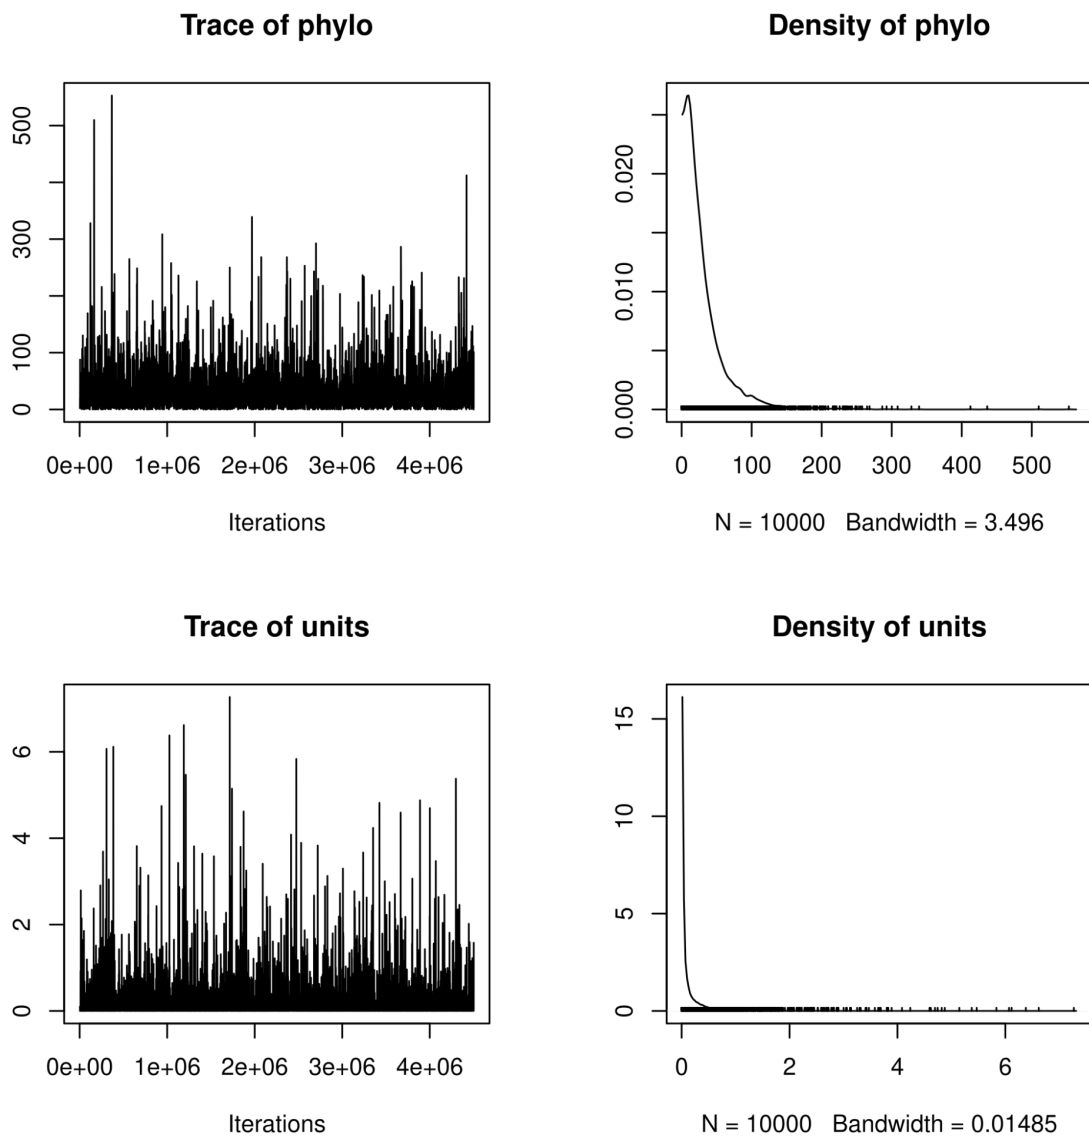 Trace of phylo
500
300
100
0
0e+00 1e+06 2e+06 3e+06 4e+06
Iterations
Density of phylo
0.020
0.010
0.000
0 100 200 300 400 500
N = 10000 Bandwidth = 3.496
Trace of units
6
4
2
0
0e+00 1e+06 2e+06 3e+06 4e+06
Iterations
Density of units
15
10
5
0
0 2 4 6
N = 10000 Bandwidth = 0.01485